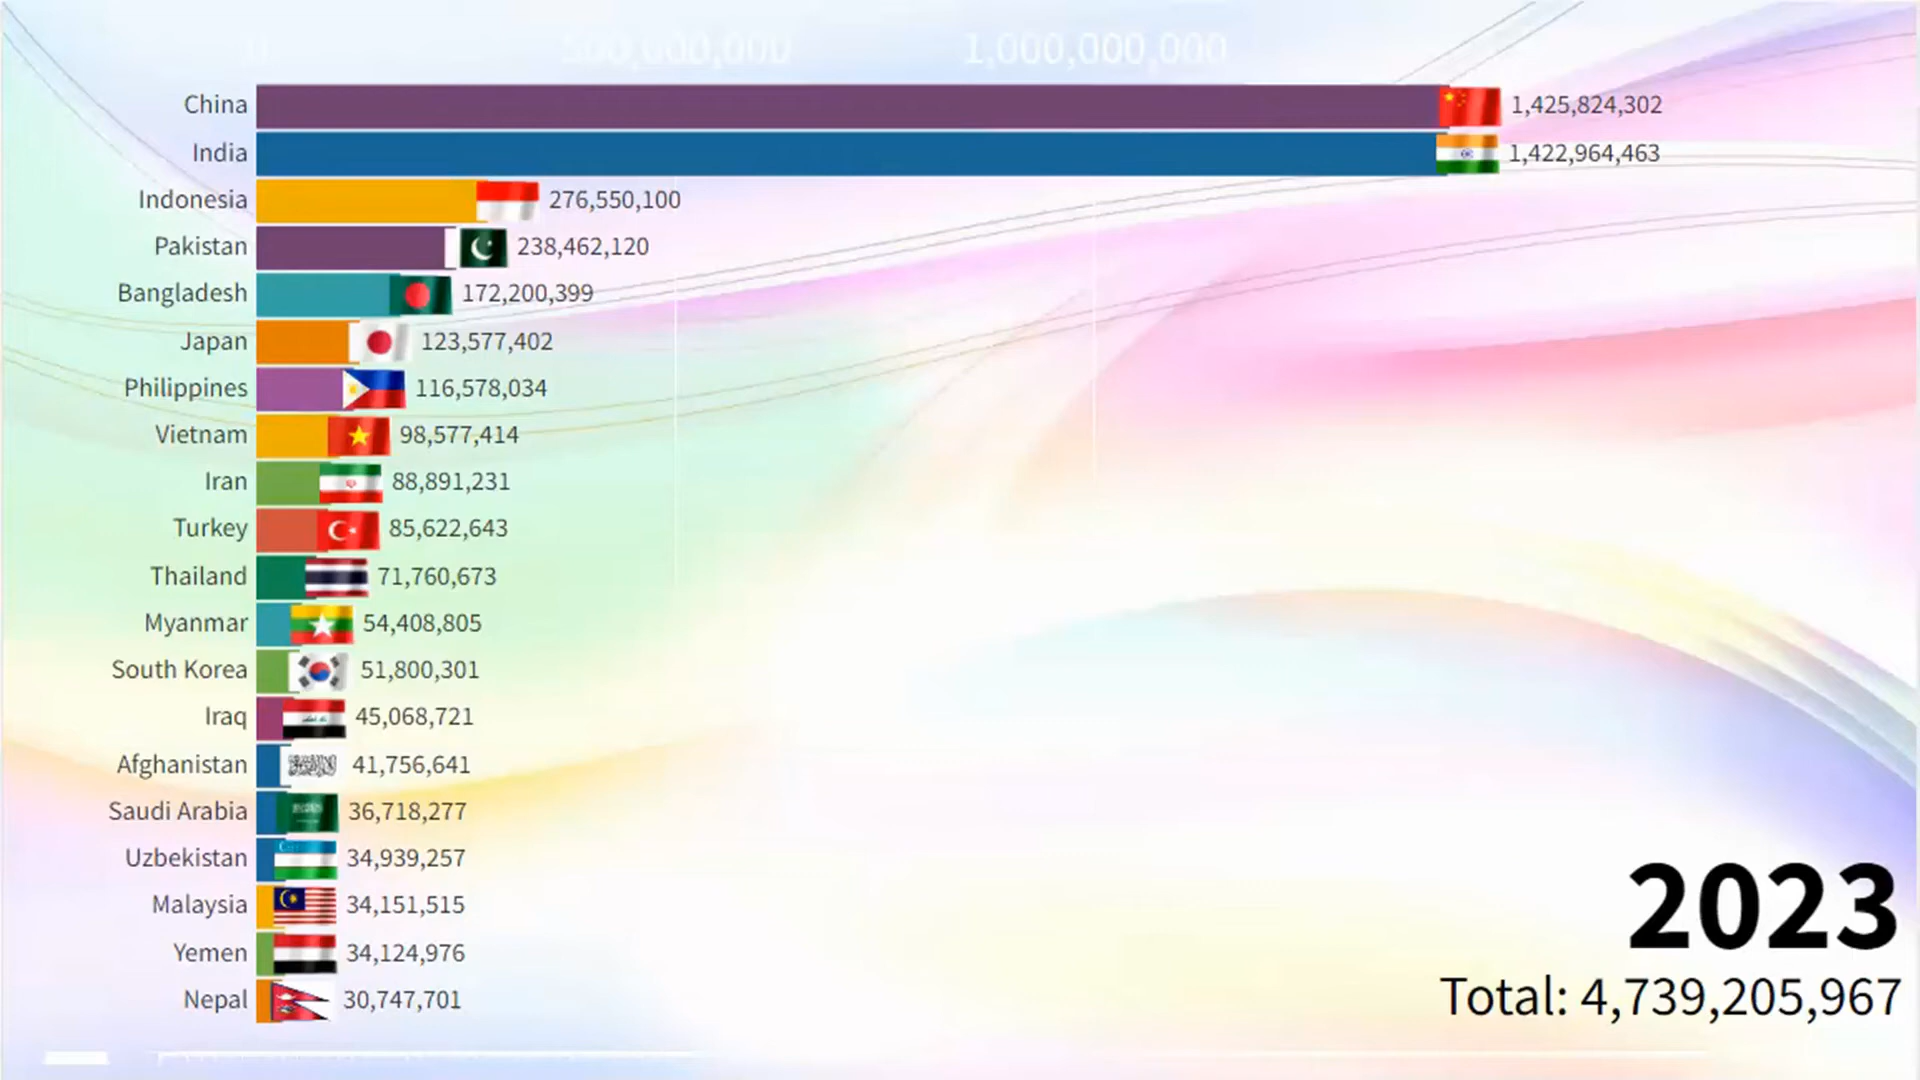 0 500,000,000 1,000,000,000
China 1,425,824,302
India 1,422,964,463
Indonesia 276,550,100
Pakistan 238,462,120
Bangladesh 172,200,399
Japan 123,577,402
Philippines 116,578,034
Vietnam 98,577,414
Iran 88,891,231
Turkey 85,622,643
Thailand 71,760,673
Myanmar 54,408,805
South Korea 51,800,301
Iraq 45,068,721
Afghanistan 41,756,641
Saudi Arabia 36,718,277
Uzbekistan 34,939,257
Malaysia 34,151,515
Yemen 34,124,976
Nepal 30,747,701
2023
Total: 4,739,205,967